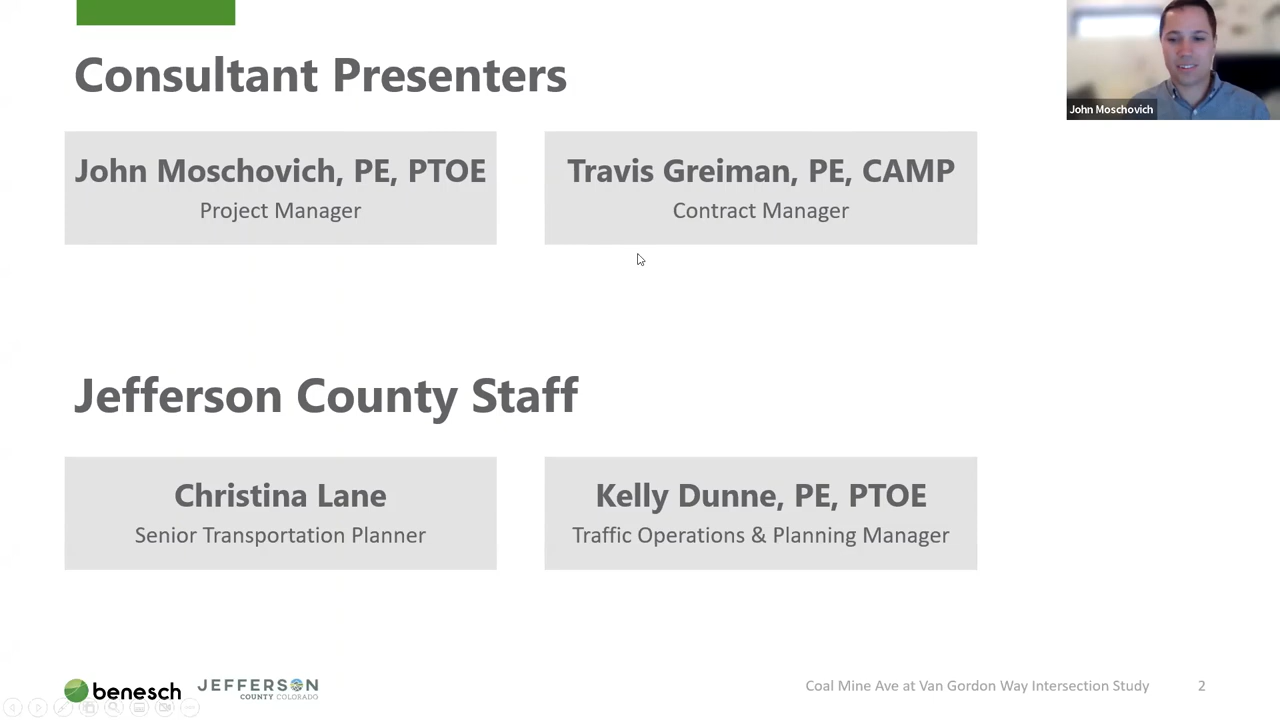 Consultant Presenters
John Moschovich
John Moschovich, PE, PTOE
Project Manager
Travis Greiman, PE, CAMP
Contract Manager
Jefferson County Staff
Christina Lane
Senior Transportation Planner
Kelly Dunne, PE, PTOE
Traffic Operations & Planning Manager
benesch
JEFFERSON
COUNTY COLORADO
Coal Mine Ave at Van Gordon Way Intersection Study
2